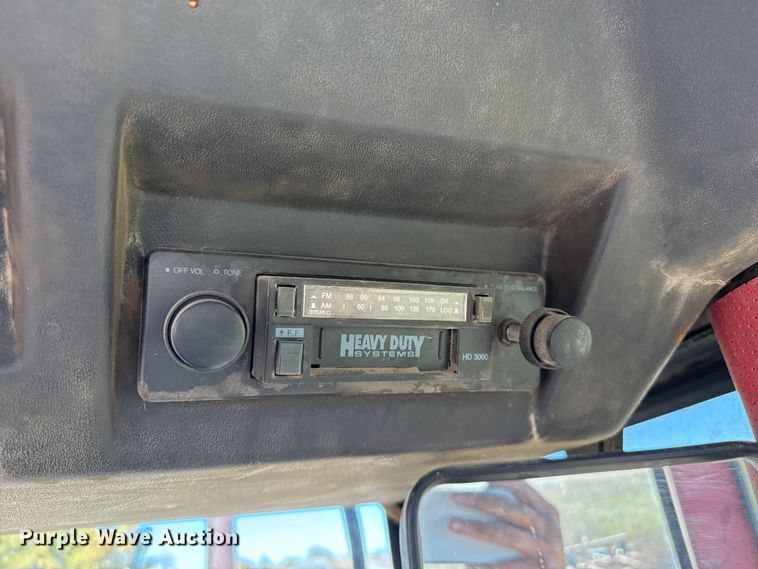 OFF VOL TONE
BALANCE
FM 88 90 94 98 103 108 DX
AM 60 80 100 130 170 LOC
STEREO
F.F.
HEAVY DUTY
SYSTEMS
HD 3000
Purple Wave Auction